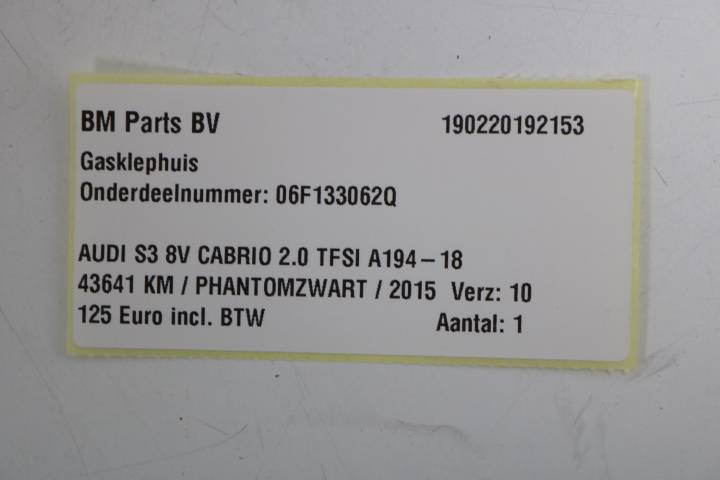 BM Parts BV 190220192153
Gasklephuis
Onderdeelnummer: 06F133062Q
AUDI S3 8V CABRIO 2.0 TFSI A194-18
43641 KM / PHANTOMZWART / 2015 Verz: 10
125 Euro incl. BTW Aantal: 1